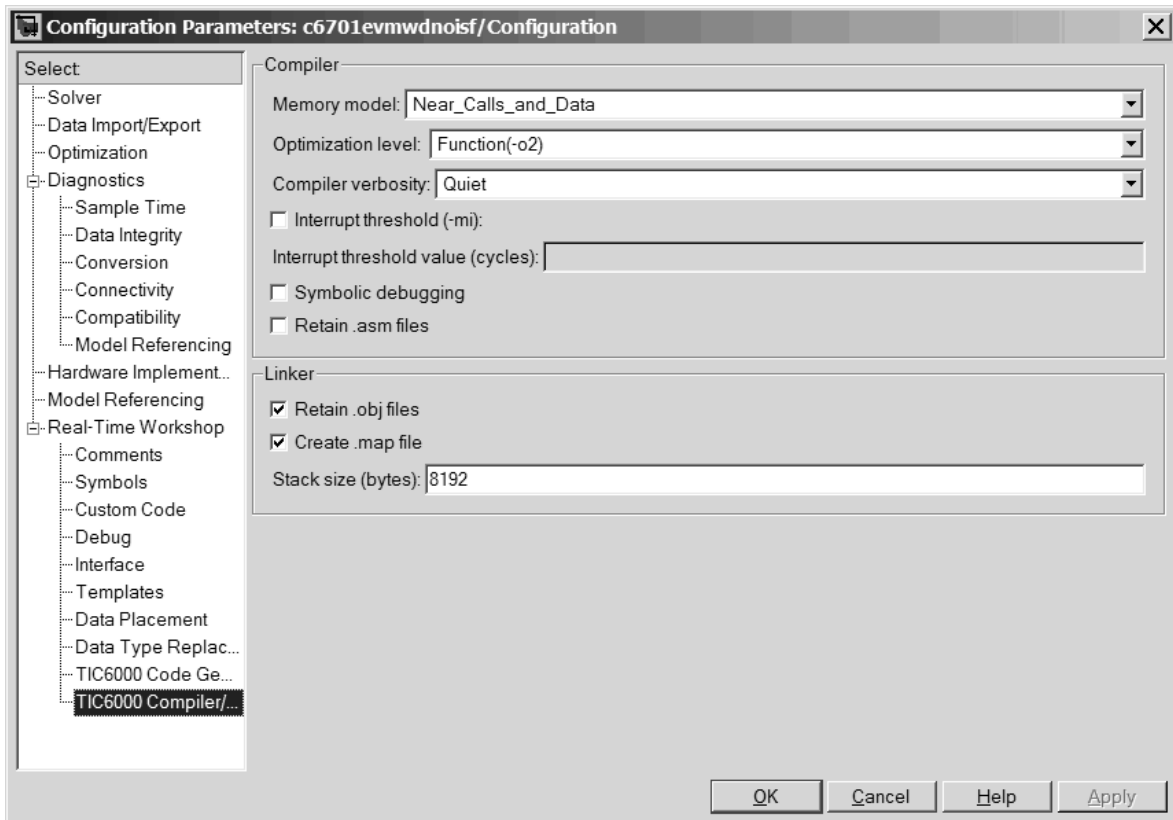 Configuration Parameters: c6701evmwdnoisf/Configuration
Select:
Solver
Data Import/Export
Optimization
Diagnostics
Sample Time
Data Integrity
Conversion
Connectivity
Compatibility
Model Referencing
Hardware Implement...
Model Referencing
Real-Time Workshop
Comments
Symbols
Custom Code
Debug
Interface
Templates
Data Placement
Data Type Replac...
TIC6000 Code Ge...
TIC6000 Compiler/...
Compiler
Memory model: Near_Calls_and_Data
Optimization level: Function(-o2)
Compiler verbosity: Quiet
Interrupt threshold (-mi):
Interrupt threshold value (cycles):
Symbolic debugging
Retain .asm files
Linker
Retain .obj files
Create .map file
Stack size (bytes): 8192
OK Cancel Help Apply